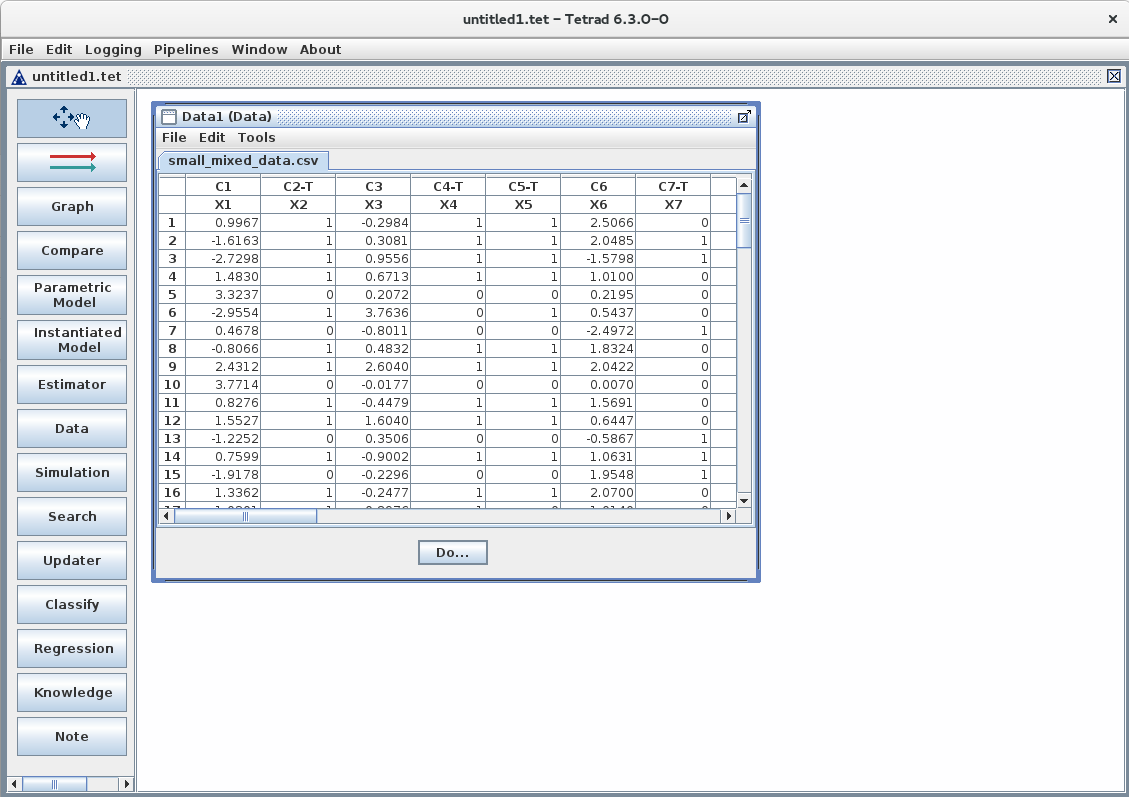 untitled1.tet - Tetrad 6.3.0-0
File Edit Logging Pipelines Window About
untitled1.tet
Graph
Compare
Parametric
Model
Instantiated
Model
Estimator
Data
Simulation
Search
Updater
Classify
Regression
Knowledge
Note
Data1 (Data)
File Edit Tools
small_mixed_data.csv
C1 C2-T C3 C4-T C5-T C6 C7-T
X1 X2 X3 X4 X5 X6 X7
1 0.9967 1 -0.2984 1 1 2.5066 0
2 -1.6163 1 0.3081 1 1 2.0485 1
3 -2.7298 1 0.9556 1 1 -1.5798 1
4 1.4830 1 0.6713 1 1 1.0100 0
5 3.3237 0 0.2072 0 0 0.2195 0
6 -2.9554 1 3.7636 0 1 0.5437 0
7 0.4678 0 -0.8011 0 0 -2.4972 1
8 -0.8066 1 0.4832 1 1 1.8324 0
9 2.4312 1 2.6040 1 1 2.0422 0
10 3.7714 0 -0.0177 0 0 0.0070 0
11 0.8276 1 -0.4479 1 1 1.5691 0
12 1.5527 1 1.6040 1 1 0.6447 0
13 -1.2252 0 0.3506 0 0 -0.5867 1
14 0.7599 1 -0.9002 1 1 1.0631 1
15 -1.9178 0 -0.2296 0 0 1.9548 1
16 1.3362 1 -0.2477 1 1 2.0700 0
Do...